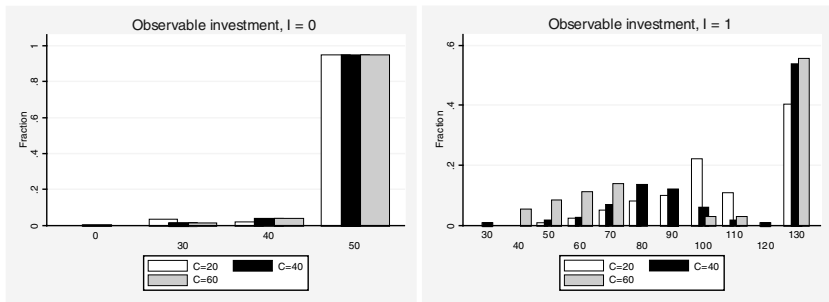 Observable investment, I = 0
1
.8
.6
.4
.2
0
Fraction
0
30
40
50
C=20 C=40
C=60
Observable investment, I = 1
.6
.4
.2
0
Fraction
30 50 70 90 110 130
40 60 80 100 120
C=20 C=40
C=60